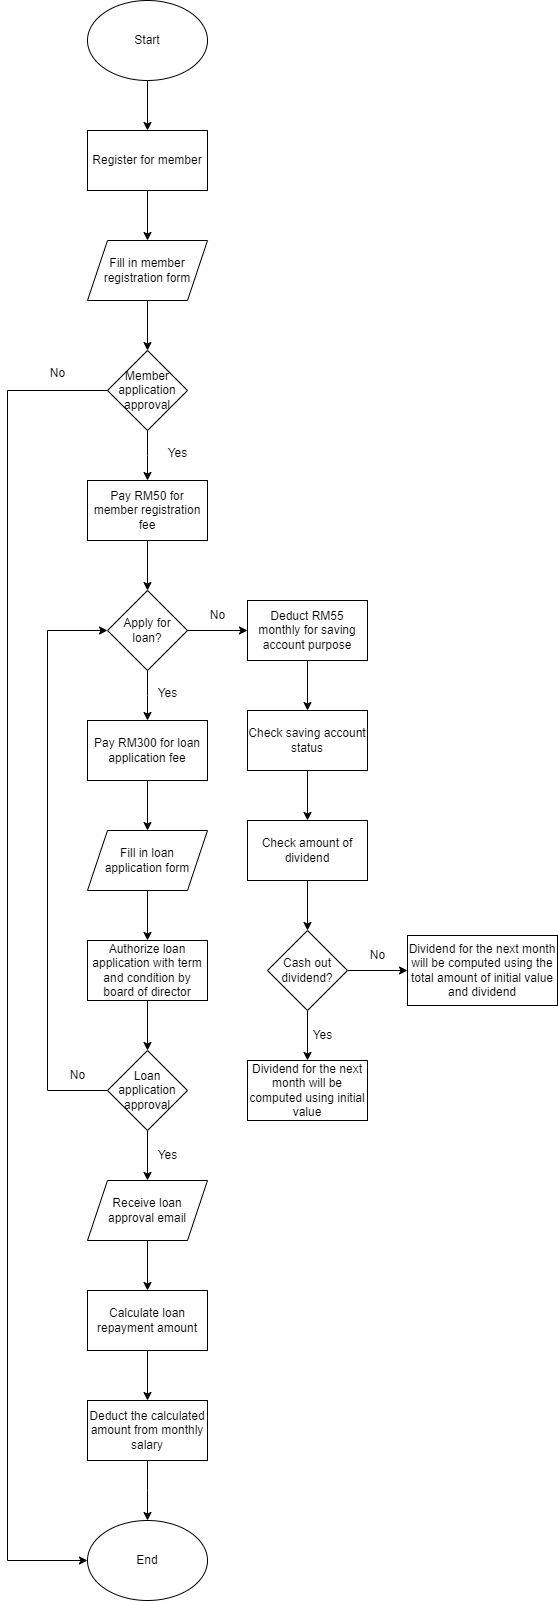 Start
Register for member
Fill in member
registration form
Member
application
approval
No
Yes
Pay RM50 for
member registration
fee
Apply for
loan?
No
Deduct RM55
monthly for saving
account purpose
Yes
Check saving account
status
Pay RM300 for loan
application fee
Check amount of
dividend
Fill in loan
application form
Cash out
dividend?
No
Dividend for the next month
will be computed using the
total amount of initial value
and dividend
Authorize loan
application with term
and condition by
board of director
Yes
Dividend for the next
month will be
computed using initial
value
Loan
application
approval
No
Yes
Receive loan
approval email
Calculate loan
repayment amount
Deduct the calculated
amount from monthly
salary
End